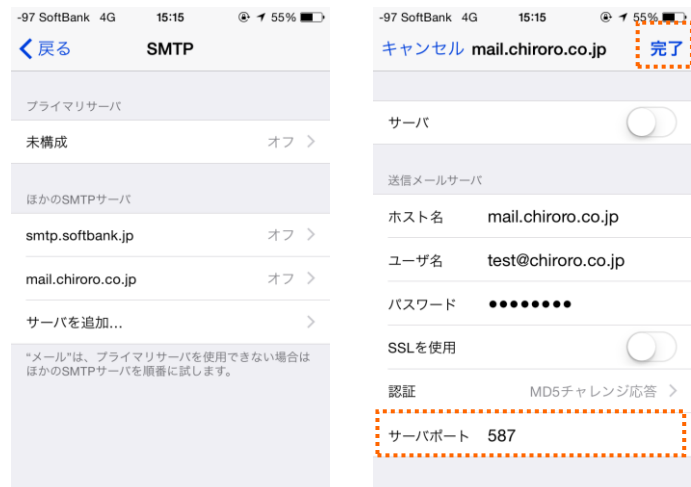 -97 SoftBank 4G 15:15 55%
戻る SMTP
プライマリサーバ
未構成 オフ
ほかのSMTPサーバ
smtp.softbank.jp オフ
mail.chiroro.co.jp オフ
サーバを追加...
“メール”は、プライマリサーバを使用できない場合は
ほかのSMTPサーバを順番に試します。
-97 SoftBank 4G 15:15 55%
キャンセル mail.chiroro.co.jp 完了
サーバ
送信メールサーバ
ホスト名 mail.chiroro.co.jp
ユーザ名 test@chiroro.co.jp
パスワード ●●●●●●●●
SSLを使用
認証 MD5チャレンジ応答
サーバポート 587